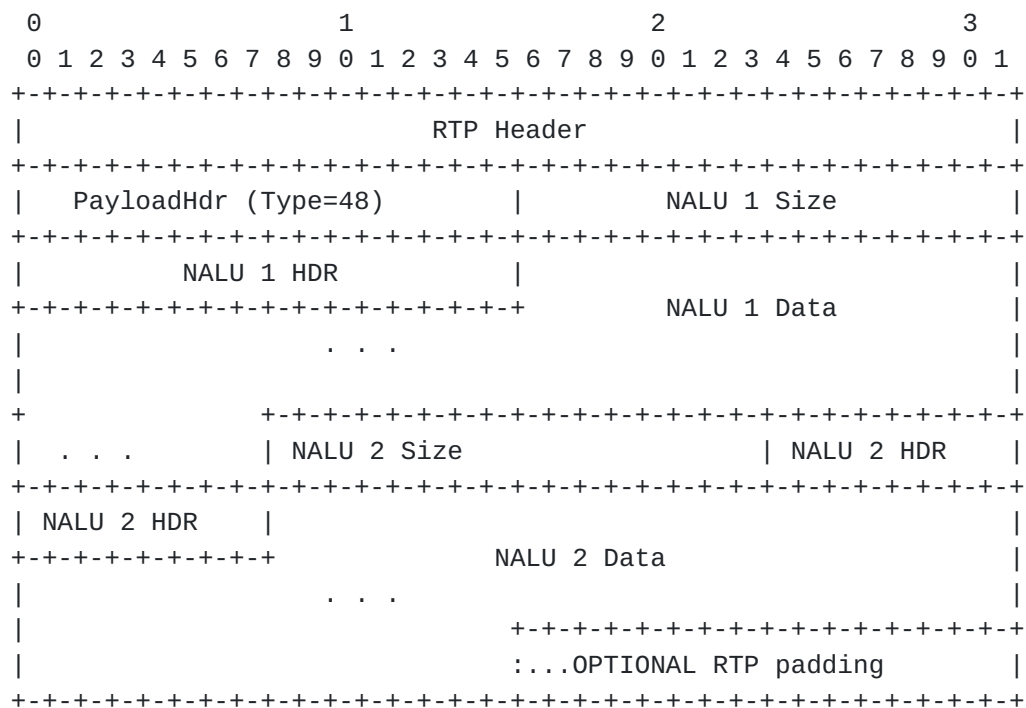 0                   1                   2                   3
 0 1 2 3 4 5 6 7 8 9 0 1 2 3 4 5 6 7 8 9 0 1 2 3 4 5 6 7 8 9 0 1
+-+-+-+-+-+-+-+-+-+-+-+-+-+-+-+-+-+-+-+-+-+-+-+-+-+-+-+-+-+-+-+-+
|                          RTP Header                           |
+-+-+-+-+-+-+-+-+-+-+-+-+-+-+-+-+-+-+-+-+-+-+-+-+-+-+-+-+-+-+-+-+
|   PayloadHdr (Type=48)        |         NALU 1 Size           |
+-+-+-+-+-+-+-+-+-+-+-+-+-+-+-+-+-+-+-+-+-+-+-+-+-+-+-+-+-+-+-+-+
|          NALU 1 HDR           |                               |
+-+-+-+-+-+-+-+-+-+-+-+-+-+-+-+-+         NALU 1 Data           |
|                   . . .                                       |
|                                                               |
+               +-+-+-+-+-+-+-+-+-+-+-+-+-+-+-+-+-+-+-+-+-+-+-+-+
|  . . .        | NALU 2 Size                   | NALU 2 HDR    |
+-+-+-+-+-+-+-+-+-+-+-+-+-+-+-+-+-+-+-+-+-+-+-+-+-+-+-+-+-+-+-+-+
| NALU 2 HDR    |                                               |
+-+-+-+-+-+-+-+-+              NALU 2 Data                      |
|                   . . .                                       |
|                               +-+-+-+-+-+-+-+-+-+-+-+-+-+-+-+-+
|                               :...OPTIONAL RTP padding        |
+-+-+-+-+-+-+-+-+-+-+-+-+-+-+-+-+-+-+-+-+-+-+-+-+-+-+-+-+-+-+-+-+